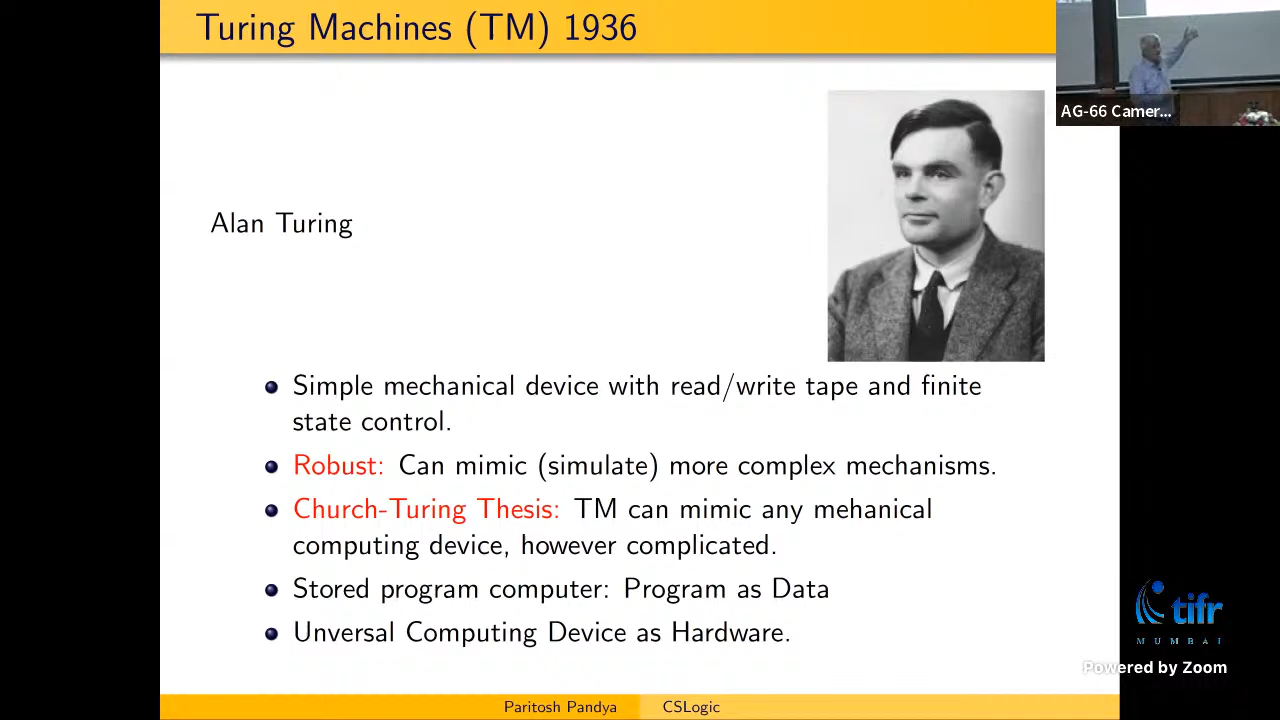 Turing Machines (TM) 1936
AG-66 Camer...
Alan Turing
Simple mechanical device with read/write tape and finite
state control.
Robust: Can mimic (simulate) more complex mechanisms.
Church-Turing Thesis: TM can mimic any mehanical
computing device, however complicated.
Stored program computer: Program as Data
Unversal Computing Device as Hardware.
tifr
MUMBAI
Powered by Zoom
Paritosh Pandya
CSLogic